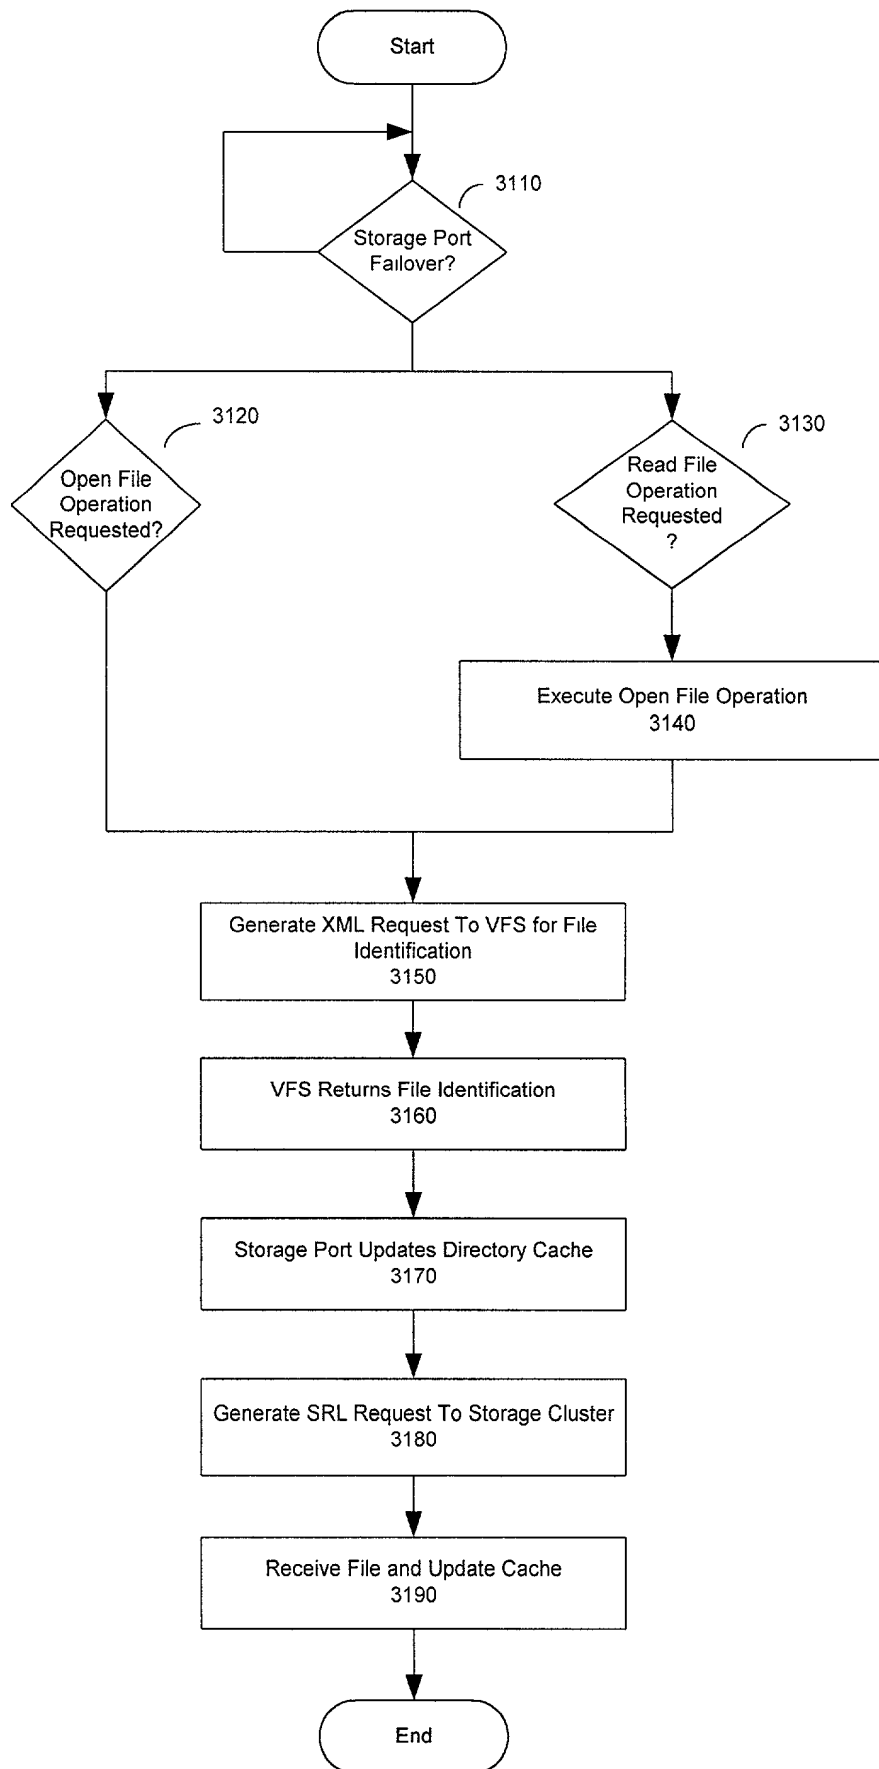 Start
3110
Storage Port
Failover?
3120
3130
Open File
Operation
Requested?
Read File
Operation
Requested
?
Execute Open File Operation
3140
Generate XML Request To VFS for File
Identification
3150
VFS Returns File Identification
3160
Storage Port Updates Directory Cache
3170
Generate SRL Request To Storage Cluster
3180
Receive File and Update Cache
3190
End